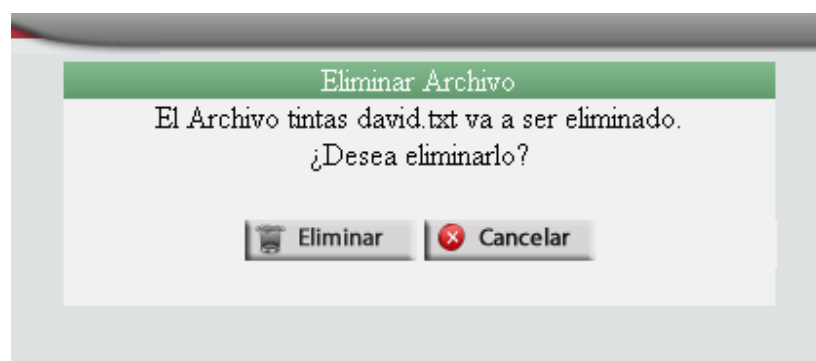 Eliminar Archivo
El Archivo tintas david.txt va a ser eliminado.
¿Desea eliminarlo?
Eliminar
Cancelar